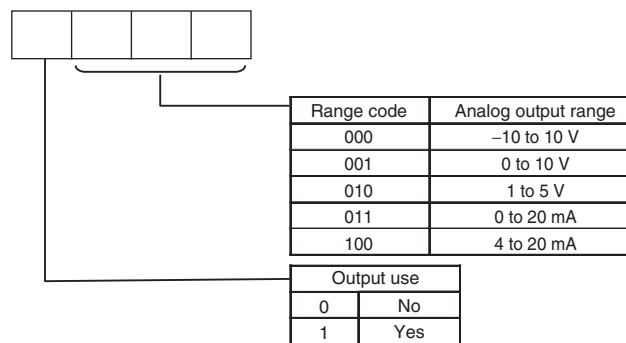 Range code Analog output range
000 −10 to 10 V
001 0 to 10 V
010 1 to 5 V
011 0 to 20 mA
100 4 to 20 mA
Output use
0 No
1 Yes